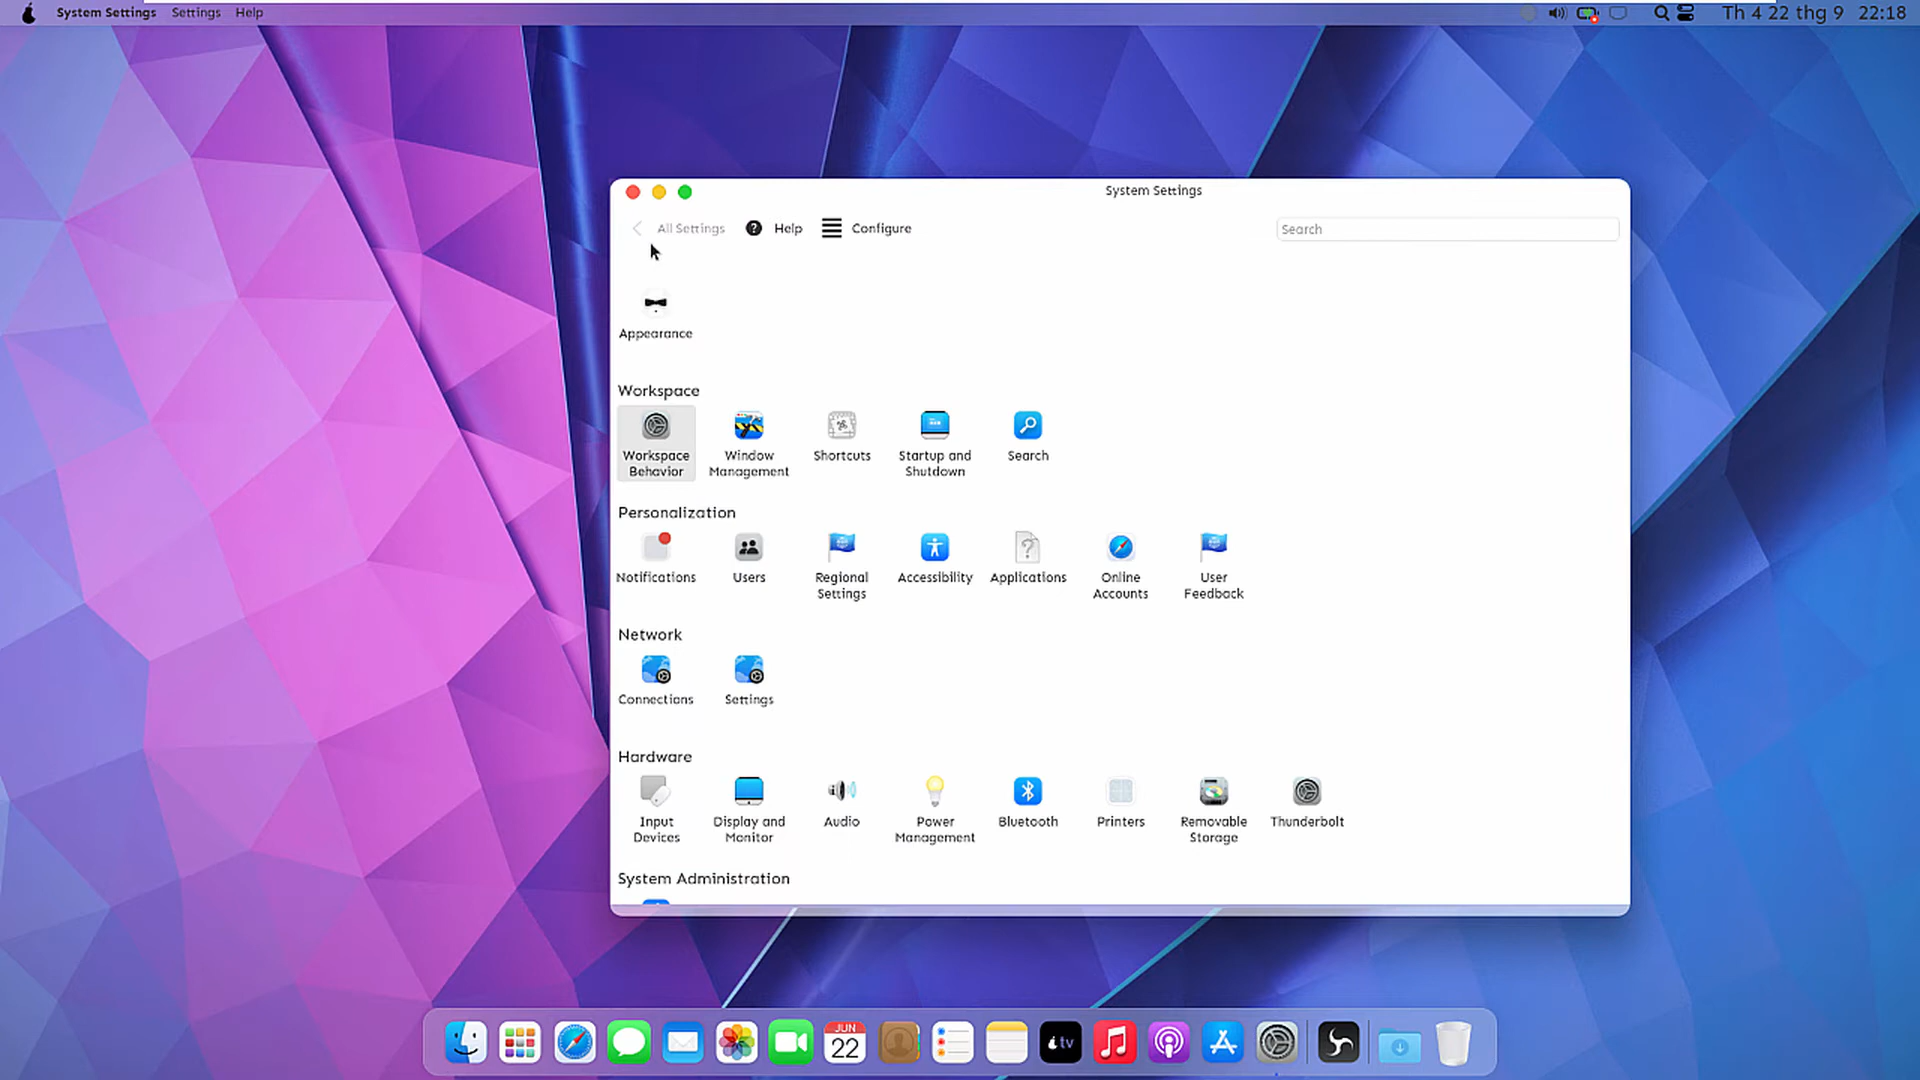 System Settings Settings Help
Th 4 22 thg 9 22:18
System Settings
All Settings Help Configure
Search
Appearance
Workspace
Workspace Behavior
Window Management
Shortcuts
Startup and Shutdown
Search
Personalization
Notifications
Users
Regional Settings
Accessibility
Applications
Online Accounts
User Feedback
Network
Connections
Settings
Hardware
Input Devices
Display and Monitor
Audio
Power Management
Bluetooth
Printers
Removable Storage
Thunderbolt
System Administration
JUN
22
tv